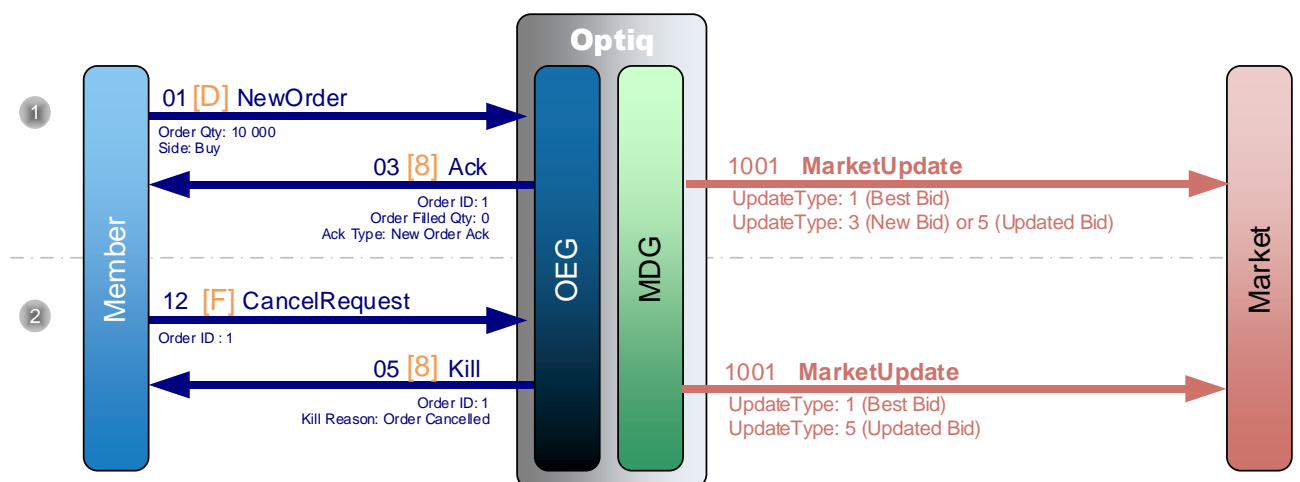 Optiq
1
01 [D] NewOrder
Order Qty: 10 000
Side: Buy
03 [8] Ack
Order ID: 1
Order Filled Qty: 0
Ack Type: New Order Ack
1001 MarketUpdate
UpdateType: 1 (Best Bid)
UpdateType: 3 (New Bid) or 5 (Updated Bid)
Member
OEG
MDG
Market
2
12 [F] CancelRequest
Order ID : 1
05 [8] Kill
Order ID: 1
Kill Reason: Order Cancelled
1001 MarketUpdate
UpdateType: 1 (Best Bid)
UpdateType: 5 (Updated Bid)